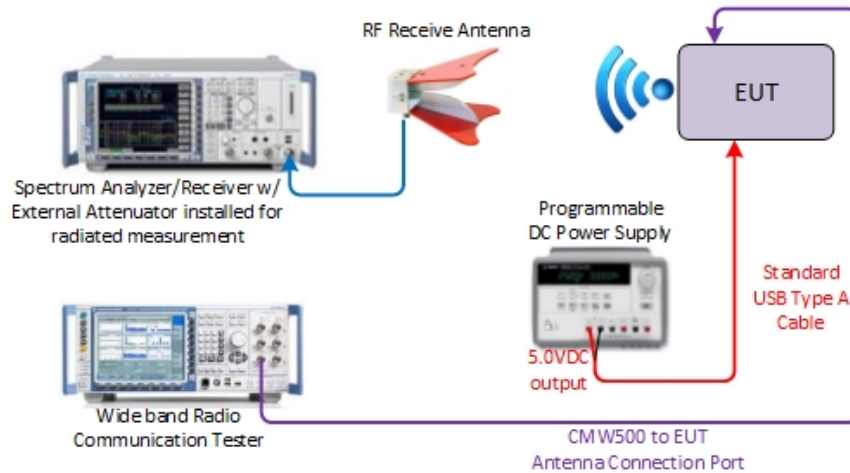 RF Receive Antenna
EUT
Spectrum Analyzer/Receiver w/
External Attenuator installed for
radiated measurement
Programmable
DC Power Supply
Standard
USB Type A
Cable
5.0VDC
output
Wide band Radio
Communication Tester
CMW500 to EUT
Antenna Connection Port